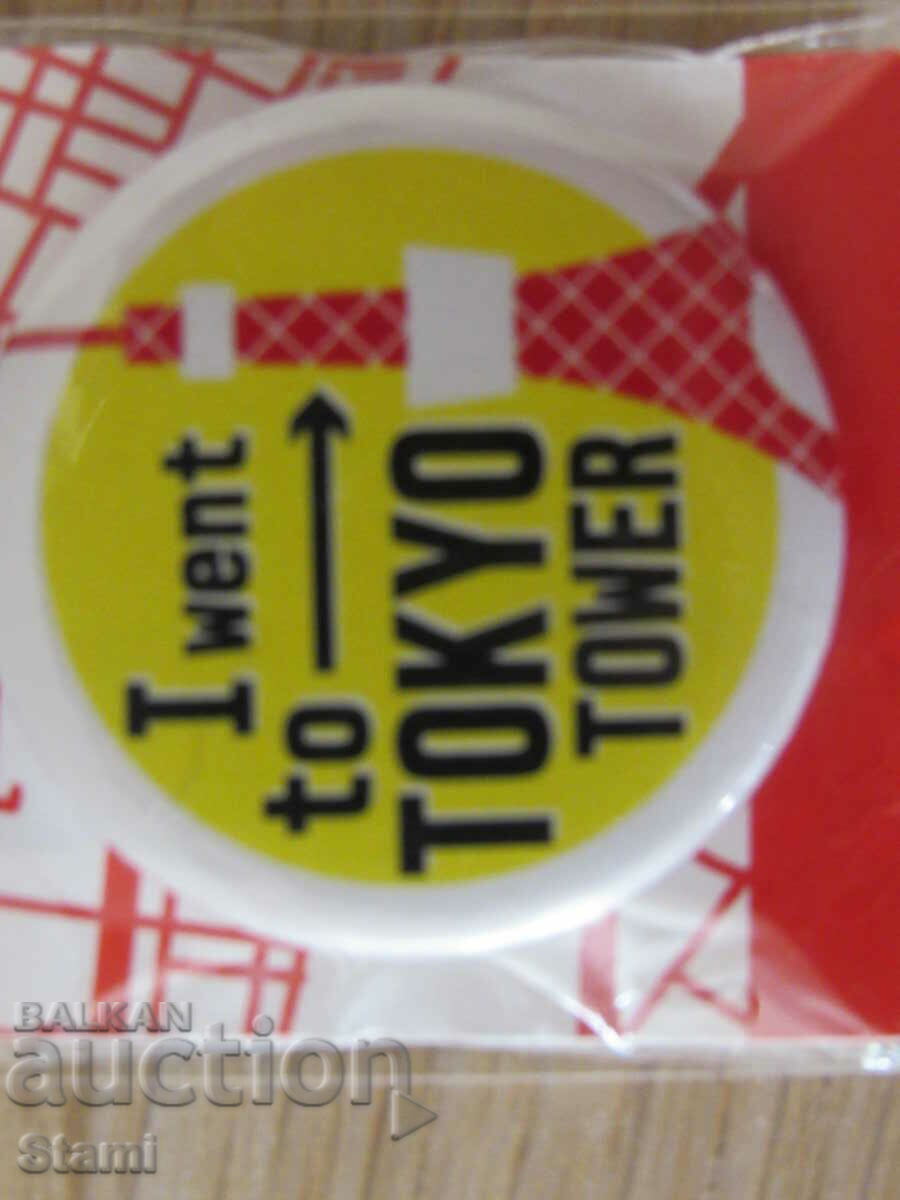 I went
to
TOKYO
TOWER
BALKAN
auction
Stami